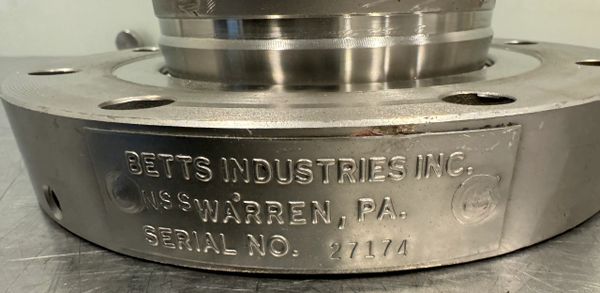 BETTS INDUSTRIES INC.
WARREN, PA.
SERIAL NO. 27174